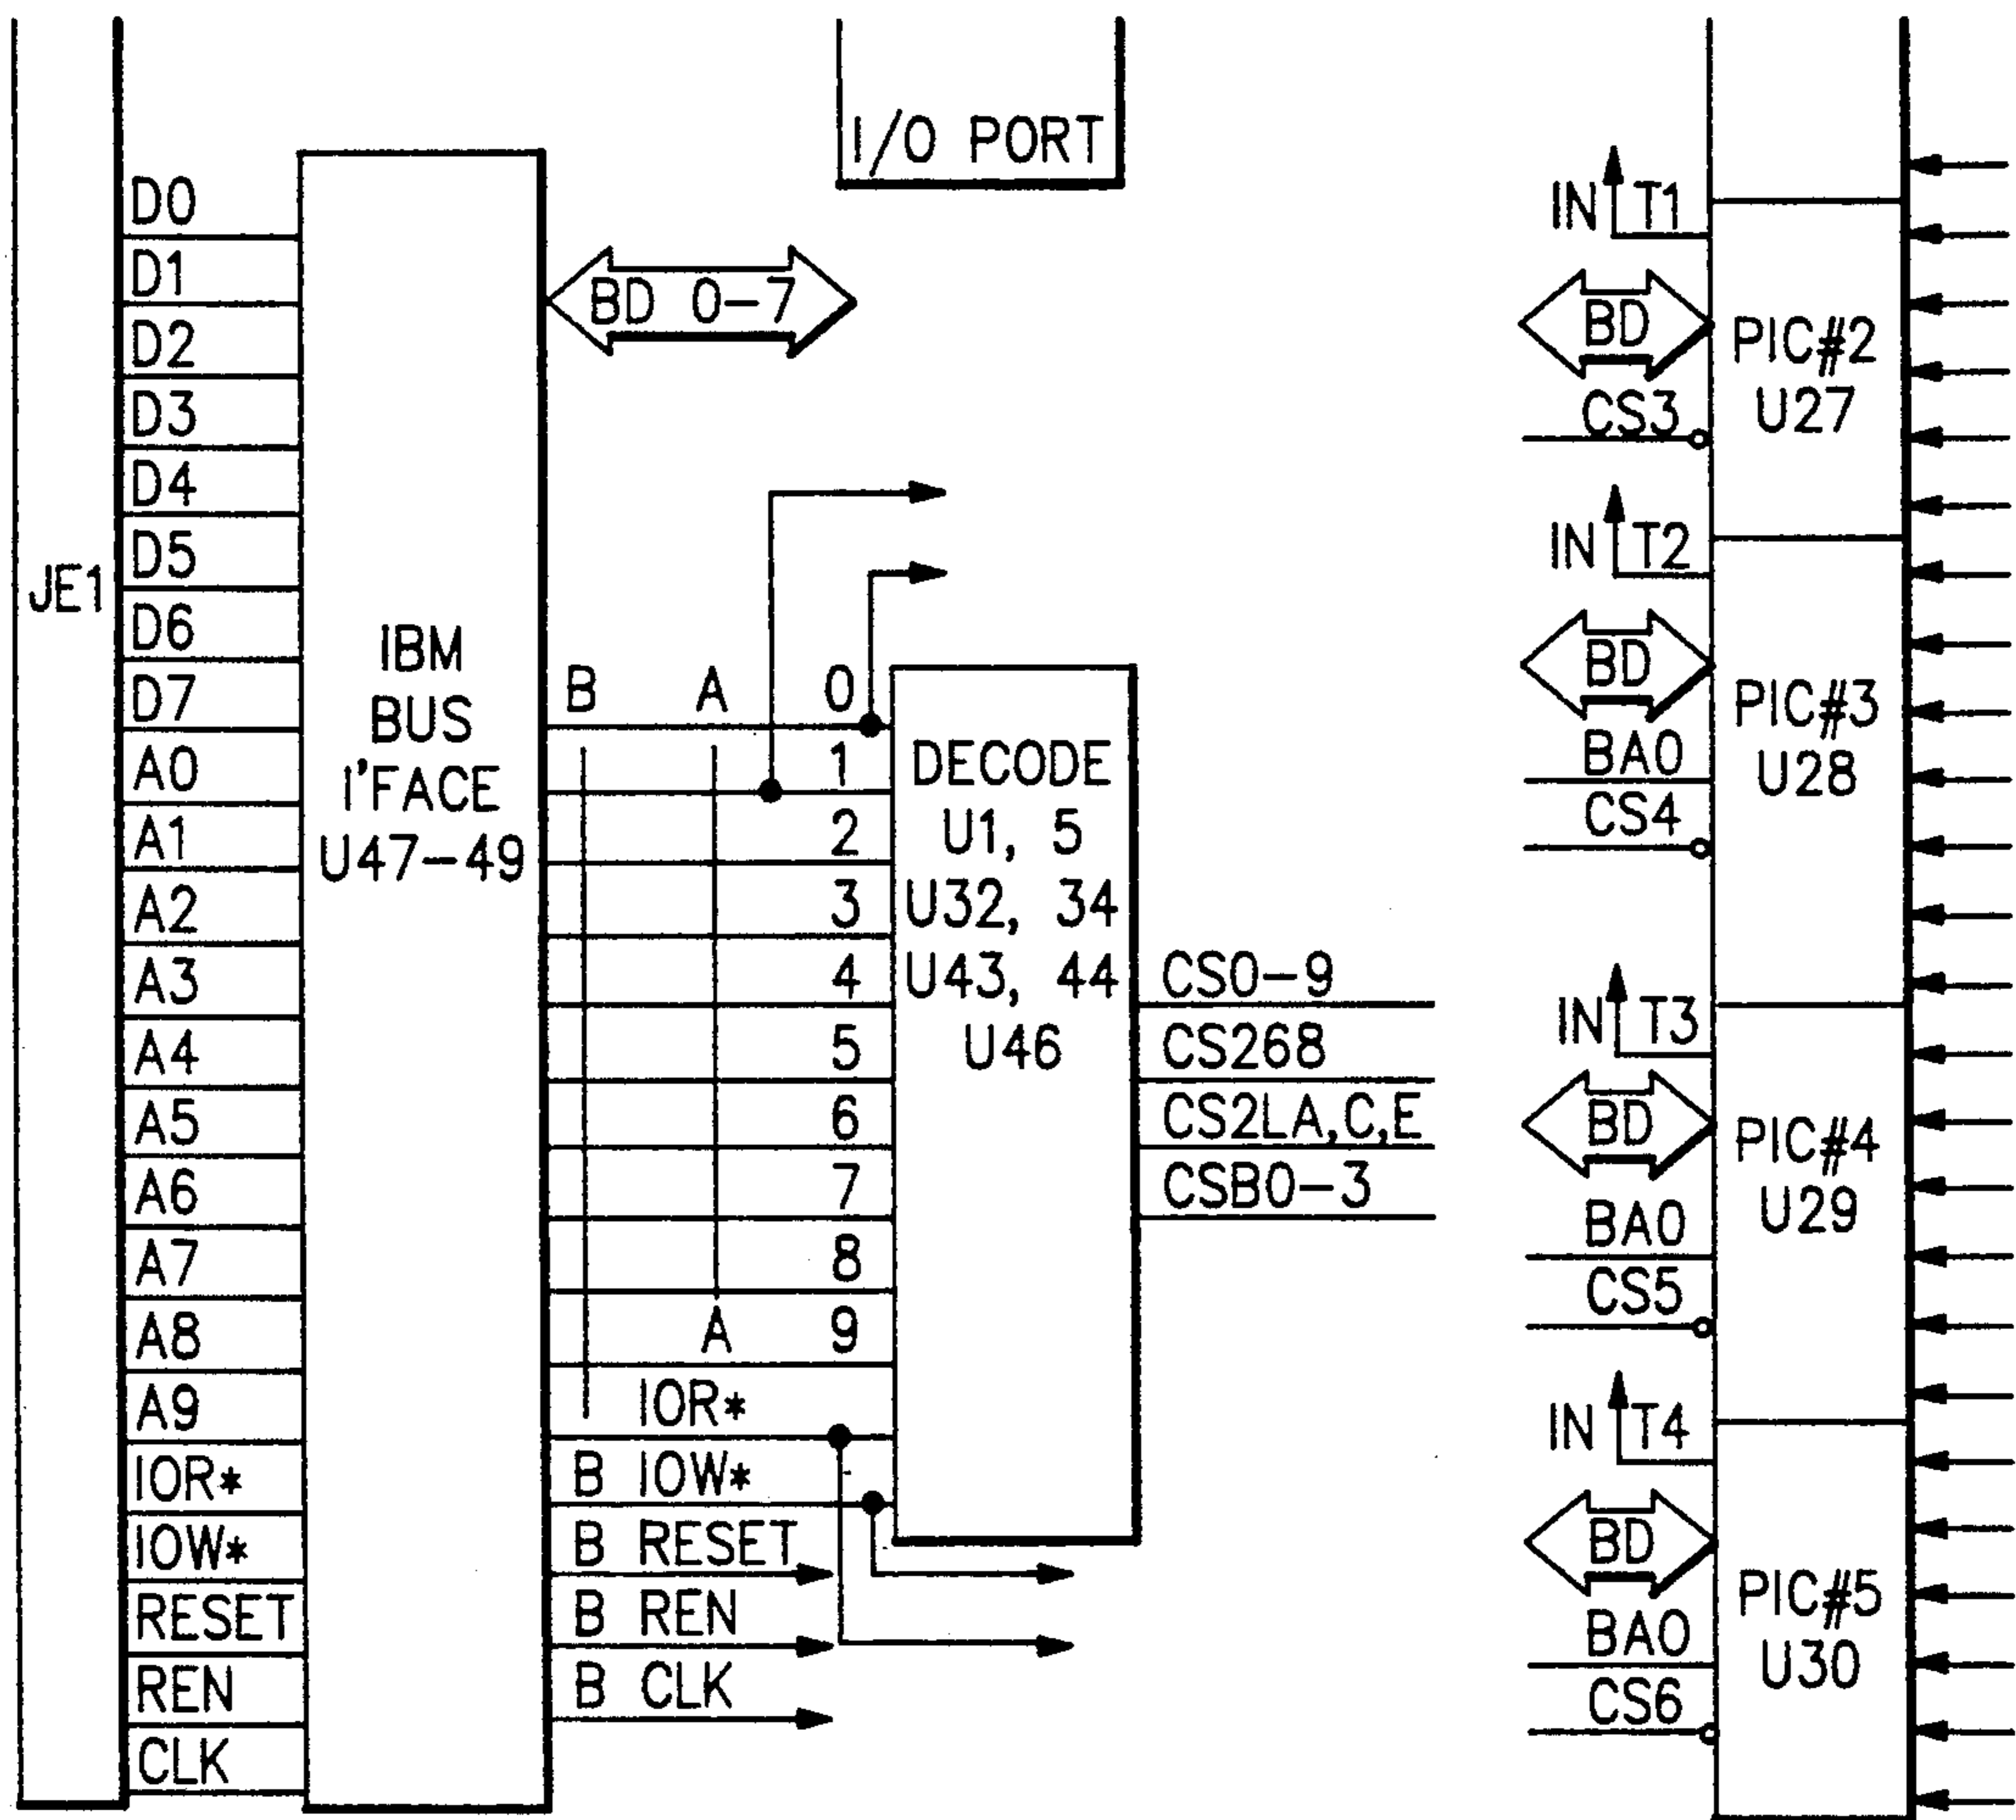 I/O PORT
JE1
D0
D1
D2
D3
D4
D5
D6
D7
A0
A1
A2
A3
A4
A5
A6
A7
A8
A9
IOR*
IOW*
RESET
REN
CLK
IBM
BUS
I'FACE
U47-49
BD 0-7
B A 0
1
2
3
4
5
6
7
8
A 9
IOR*
B IOW*
B RESET
B REN
B CLK
DECODE
U1, 5
U32, 34
U43, 44
U46
CS0-9
CS268
CS2LA,C,E
CSB0-3
IN T1
BD
CS3
PIC#2
U27
IN T2
BD
BA0
CS4
PIC#3
U28
IN T3
BD
BA0
CS5
PIC#4
U29
IN T4
BD
BA0
CS6
PIC#5
U30